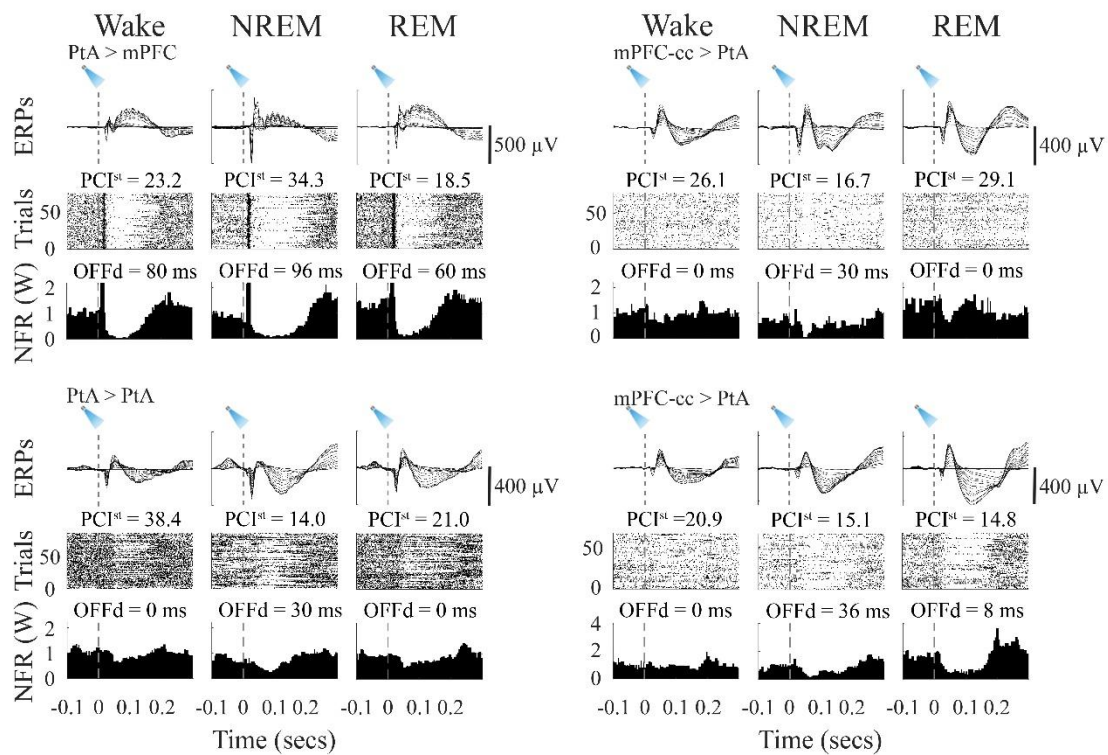 Wake NREM REM
PtA > mPFC
ERPs
500 µV
PCIˢᵗ = 23.2 PCIˢᵗ = 34.3 PCIˢᵗ = 18.5
Trials
50
0
OFFd = 80 ms OFFd = 96 ms OFFd = 60 ms
NFR (W)
2
1
0
Wake NREM REM
mPFC-cc > PtA
ERPs
400 µV
PCIˢᵗ = 26.1 PCIˢᵗ = 16.7 PCIˢᵗ = 29.1
50
0
OFFd = 0 ms OFFd = 30 ms OFFd = 0 ms
2
1
0
PtA > PtA
ERPs
400 µV
PCIˢᵗ = 38.4 PCIˢᵗ = 14.0 PCIˢᵗ = 21.0
Trials
50
0
OFFd = 0 ms OFFd = 30 ms OFFd = 0 ms
NFR (W)
2
1
0
-0.1 0 0.1 0.2 -0.1 0 0.1 0.2 -0.1 0 0.1 0.2
Time (secs)
mPFC-cc > PtA
400 µV
PCIˢᵗ =20.9 PCIˢᵗ = 15.1 PCIˢᵗ = 14.8
50
0
OFFd = 0 ms OFFd = 36 ms OFFd = 8 ms
4
2
0
-0.1 0 0.1 0.2 -0.1 0 0.1 0.2 -0.1 0 0.1 0.2
Time (secs)